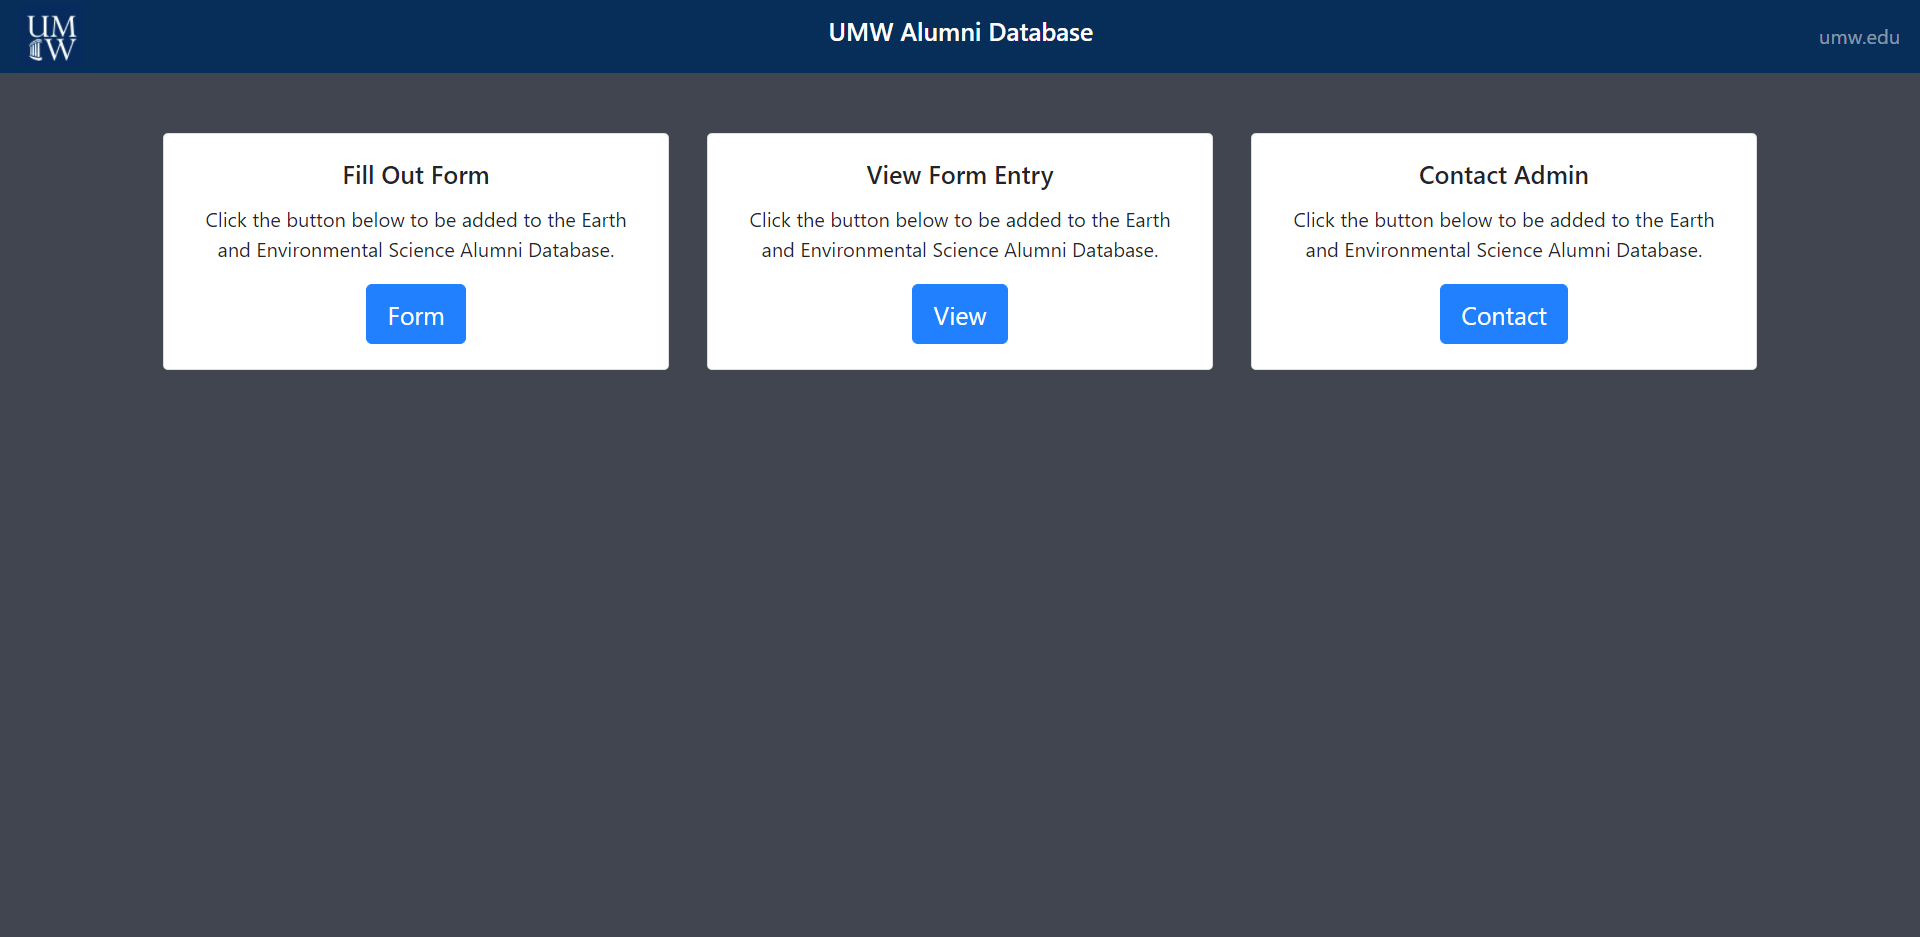 UM
W
UMW Alumni Database
umw.edu
Fill Out Form
Click the button below to be added to the Earth
and Environmental Science Alumni Database.
Form
View Form Entry
Click the button below to be added to the Earth
and Environmental Science Alumni Database.
View
Contact Admin
Click the button below to be added to the Earth
and Environmental Science Alumni Database.
Contact